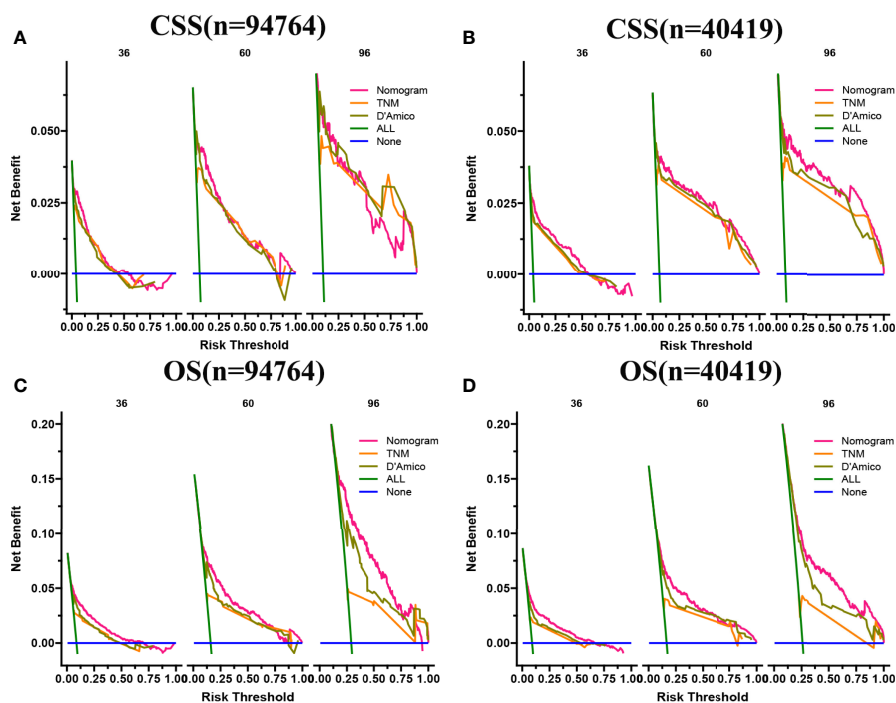 A
CSS(n=94764)
36
60
96
Nomogram
TNM
D'Amico
ALL
None
Net Benefit
0.050
0.025
0.000
0.00 0.25 0.50 0.75 1.00
0.00 0.25 0.50 0.75 1.00
0.00 0.25 0.50 0.75 1.00
Risk Threshold
B
CSS(n=40419)
36
60
96
Nomogram
TNM
D'Amico
ALL
None
Net Benefit
0.050
0.025
0.000
0.00 0.25 0.50 0.75 1.00
0.00 0.25 0.50 0.75 1.00
0.00 0.25 0.50 0.75 1.00
Risk Threshold
C
OS(n=94764)
36
60
96
Nomogram
TNM
D'Amico
ALL
None
Net Benefit
0.20
0.15
0.10
0.05
0.00
0.00 0.25 0.50 0.75 1.00
0.00 0.25 0.50 0.75 1.00
0.00 0.25 0.50 0.75 1.00
Risk Threshold
D
OS(n=40419)
36
60
96
Nomogram
TNM
D'Amico
ALL
None
Net Benefit
0.20
0.15
0.10
0.05
0.00
0.00 0.25 0.50 0.75 1.00
0.00 0.25 0.50 0.75 1.00
0.00 0.25 0.50 0.75 1.00
Risk Threshold